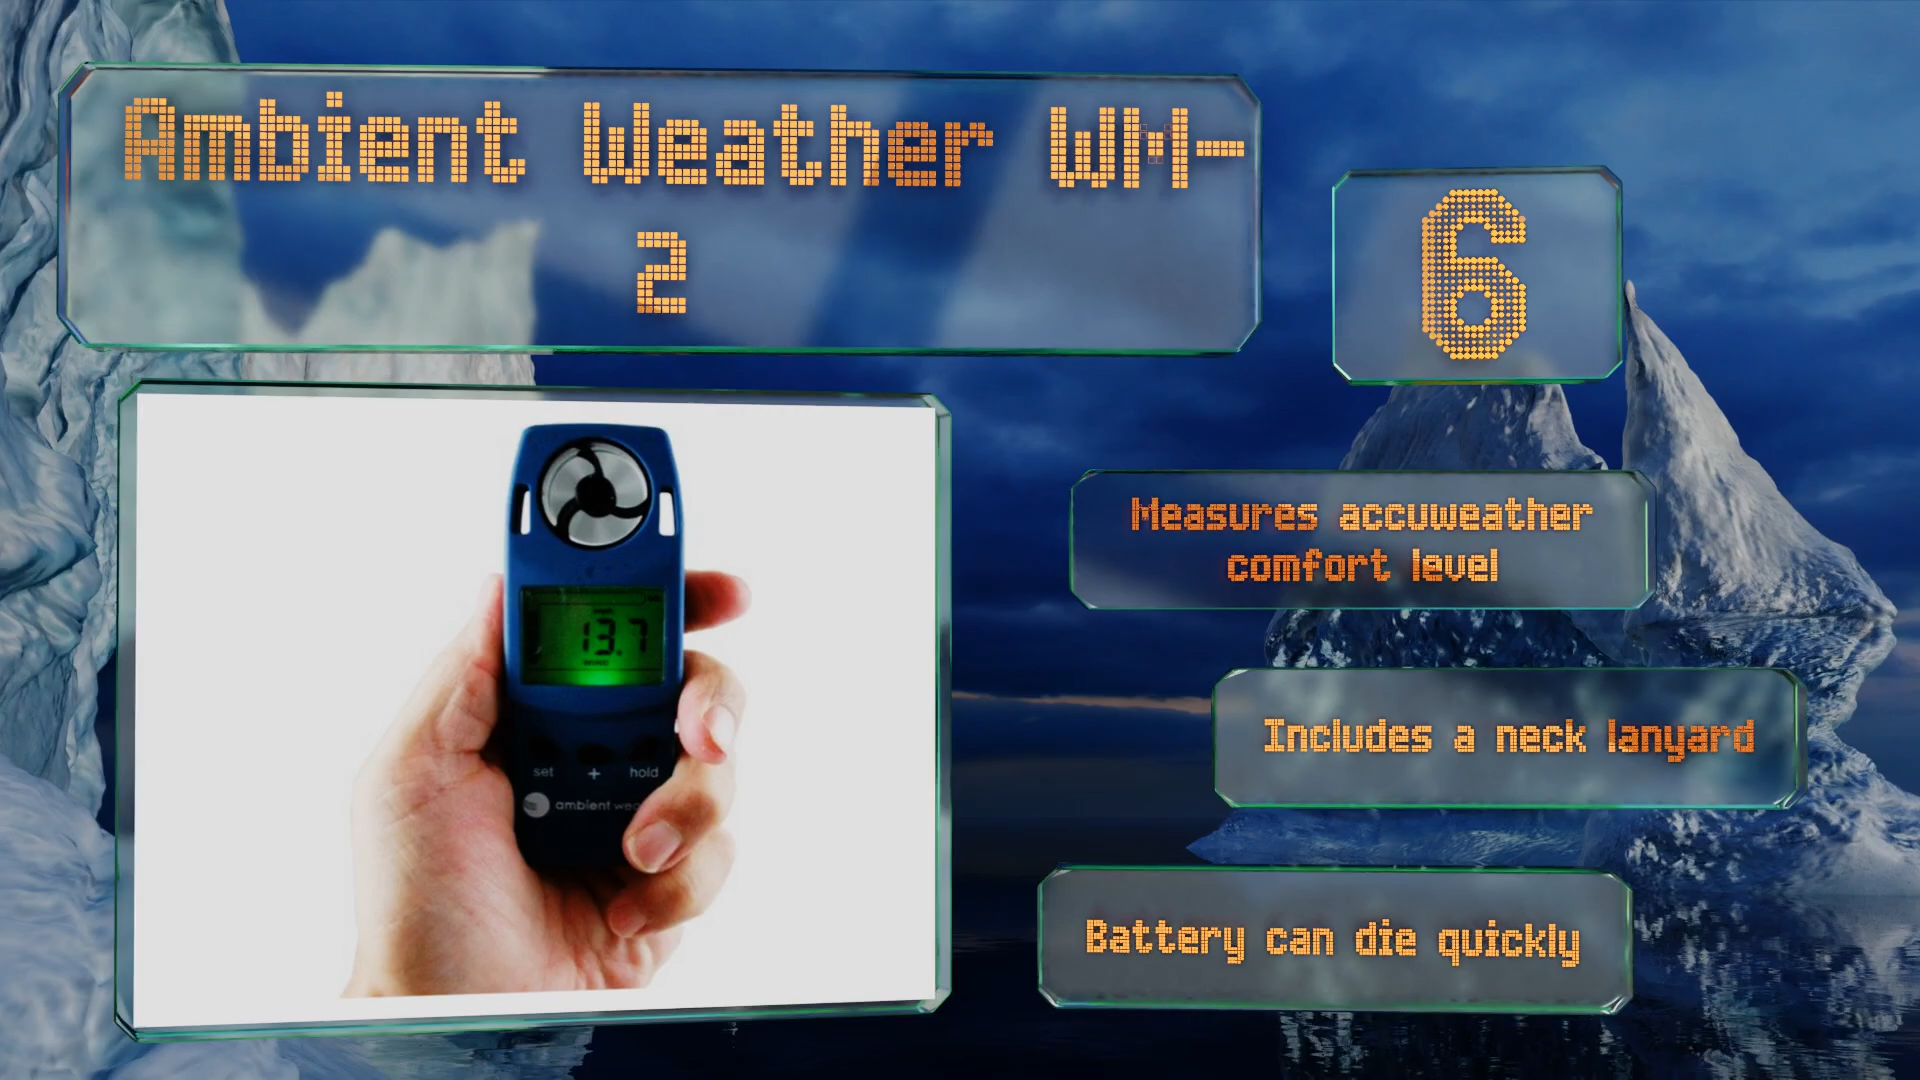 Ambient Weather WM-
2
6
Measures accuweather
comfort level
Includes a neck lanyard
Battery can die quickly
13.7
set + hold
ambient